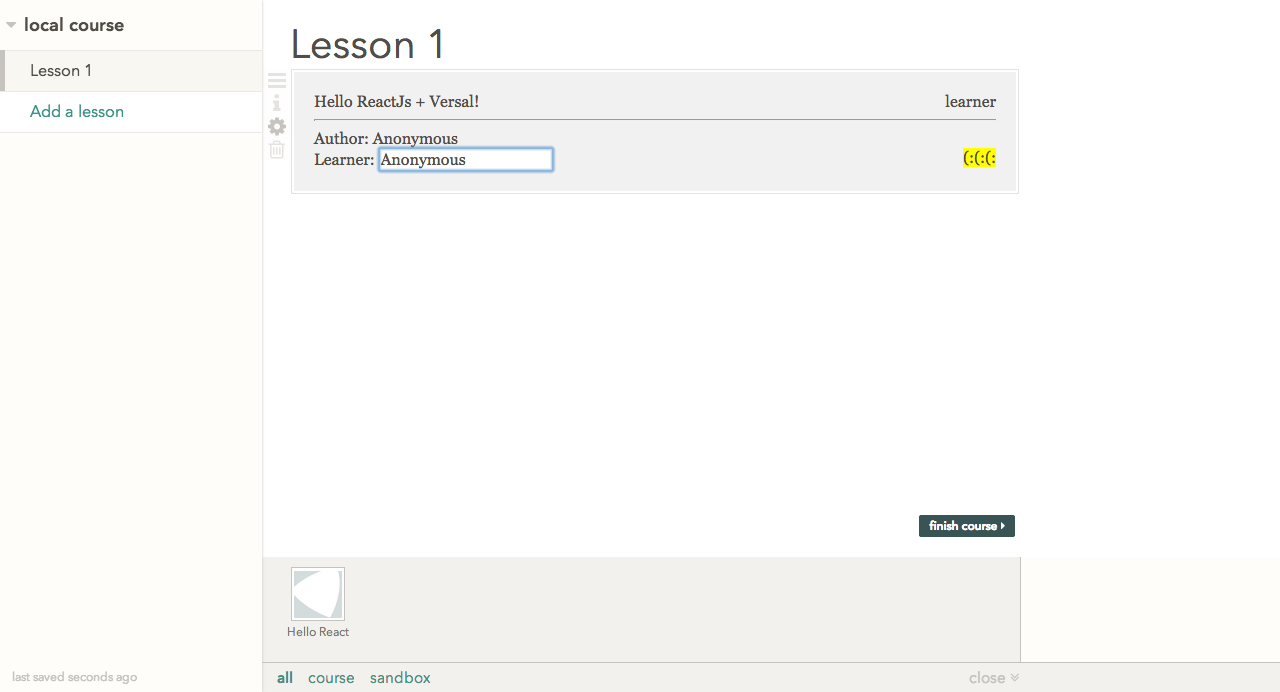 local course
Lesson 1
Add a lesson
last saved seconds ago
Lesson 1
Hello ReactJs + Versal! learner
Author: Anonymous
Learner: Anonymous (:(:(:
finish course
Hello React
all course sandbox close